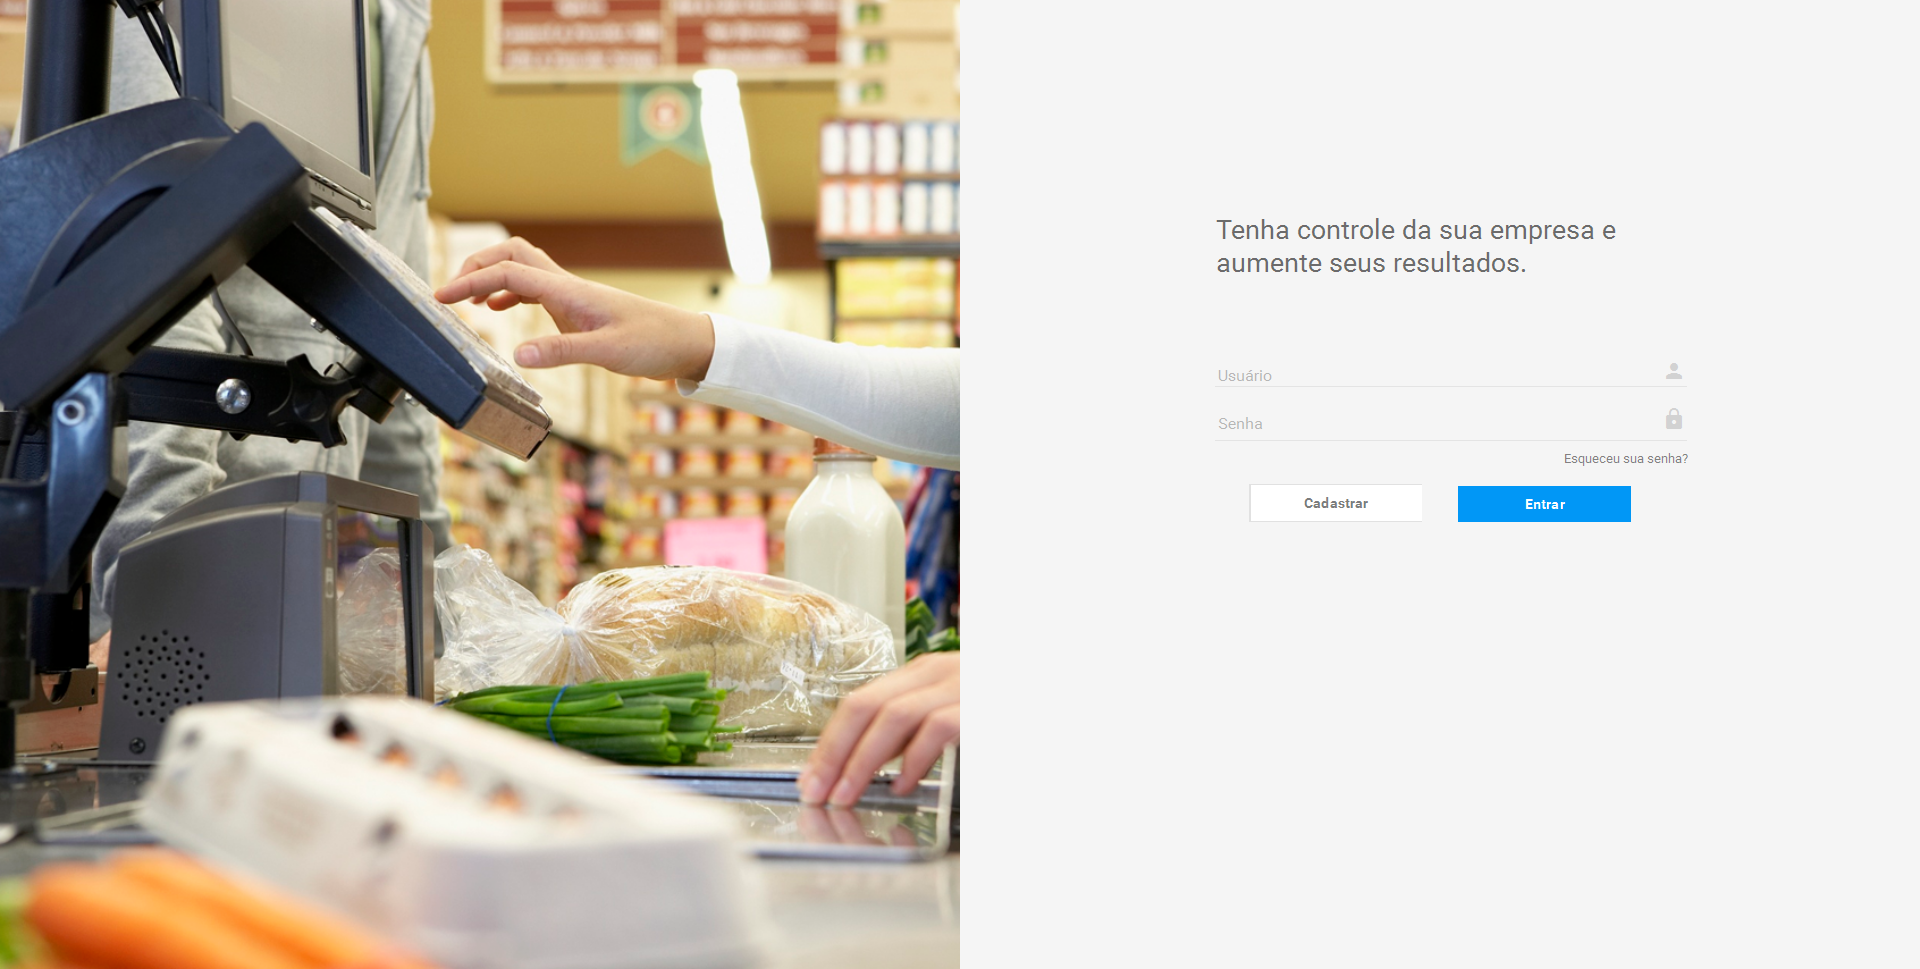 Tenha controle da sua empresa e
aumente seus resultados.
Usuário
Senha
Esqueceu sua senha?
Cadastrar
Entrar